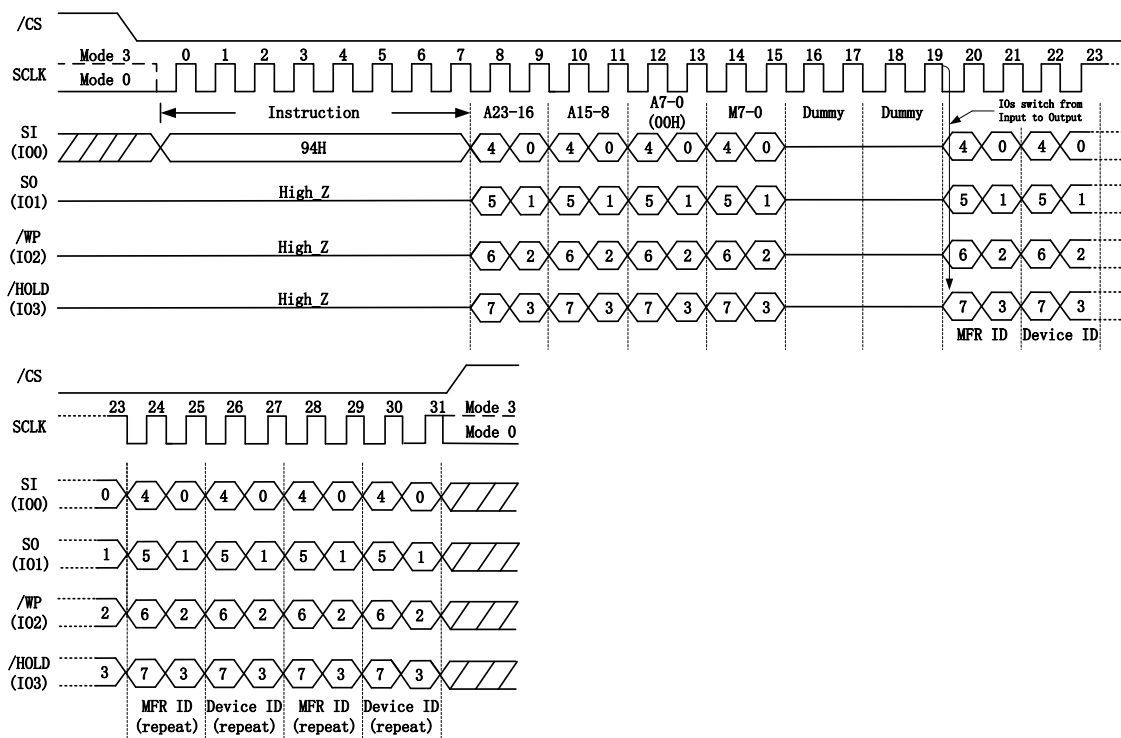 /CS
Mode 3 0 1 2 3 4 5 6 7 8 9 10 11 12 13 14 15 16 17 18 19 20 21 22 23
SCLK
Mode 0
Instruction A23-16 A15-8 A7-0 M7-0 Dummy Dummy IOs switch from
(00H) Input to Output
SI
(IO0) 94H 4 0 4 0 4 0 4 0 4 0 4 0
SO
(IO1) High_Z 5 1 5 1 5 1 5 1 5 1 5 1
/WP
(IO2) High_Z 6 2 6 2 6 2 6 2 6 2 6 2
/HOLD
(IO3) High_Z 7 3 7 3 7 3 7 3 7 3 7 3
MFR ID Device ID
/CS
23 24 25 26 27 28 29 30 31 Mode 3
SCLK
Mode 0
SI
(IO0) 0 4 0 4 0 4 0 4 0
SO
(IO1) 1 5 1 5 1 5 1 5 1
/WP
(IO2) 2 6 2 6 2 6 2 6 2
/HOLD
(IO3) 3 7 3 7 3 7 3 7 3
MFR ID Device ID MFR ID Device ID
(repeat) (repeat) (repeat) (repeat)